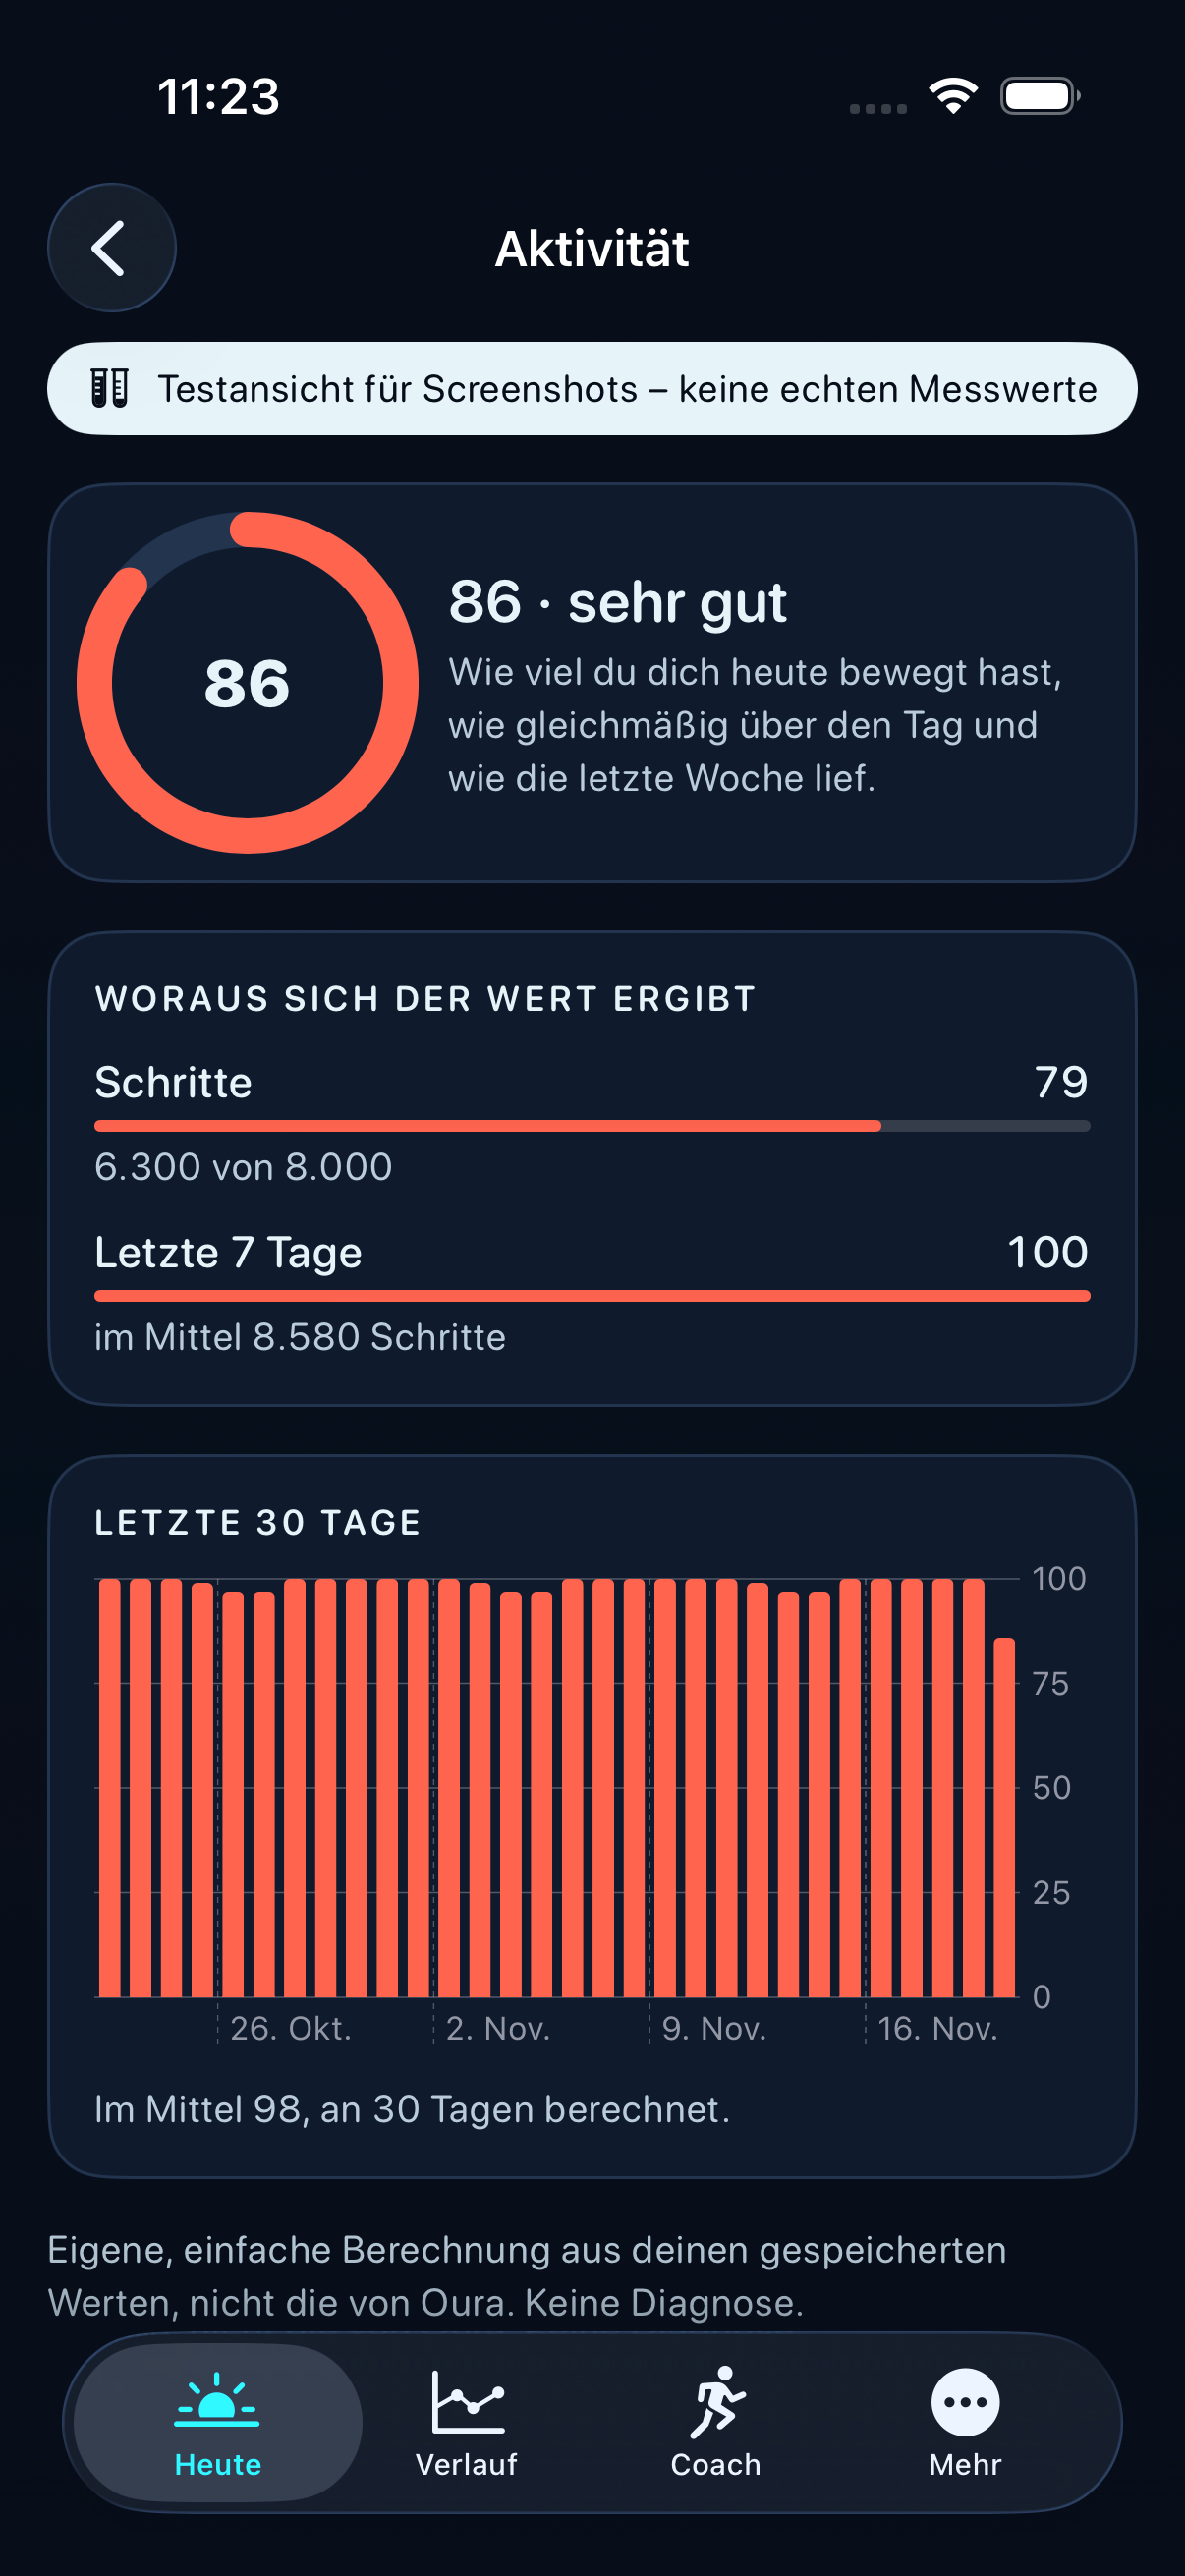 11:23
Aktivität
Testansicht für Screenshots – keine echten Messwerte
86
86 · sehr gut
Wie viel du dich heute bewegt hast,
wie gleichmäßig über den Tag und
wie die letzte Woche lief.
WORAUS SICH DER WERT ERGIBT
Schritte 79
6.300 von 8.000
Letzte 7 Tage 100
im Mittel 8.580 Schritte
LETZTE 30 TAGE
100
75
50
25
0
26. Okt. 2. Nov. 9. Nov. 16. Nov.
Im Mittel 98, an 30 Tagen berechnet.
Eigene, einfache Berechnung aus deinen gespeicherten
Werten, nicht die von Oura. Keine Diagnose.
Heute Verlauf Coach Mehr